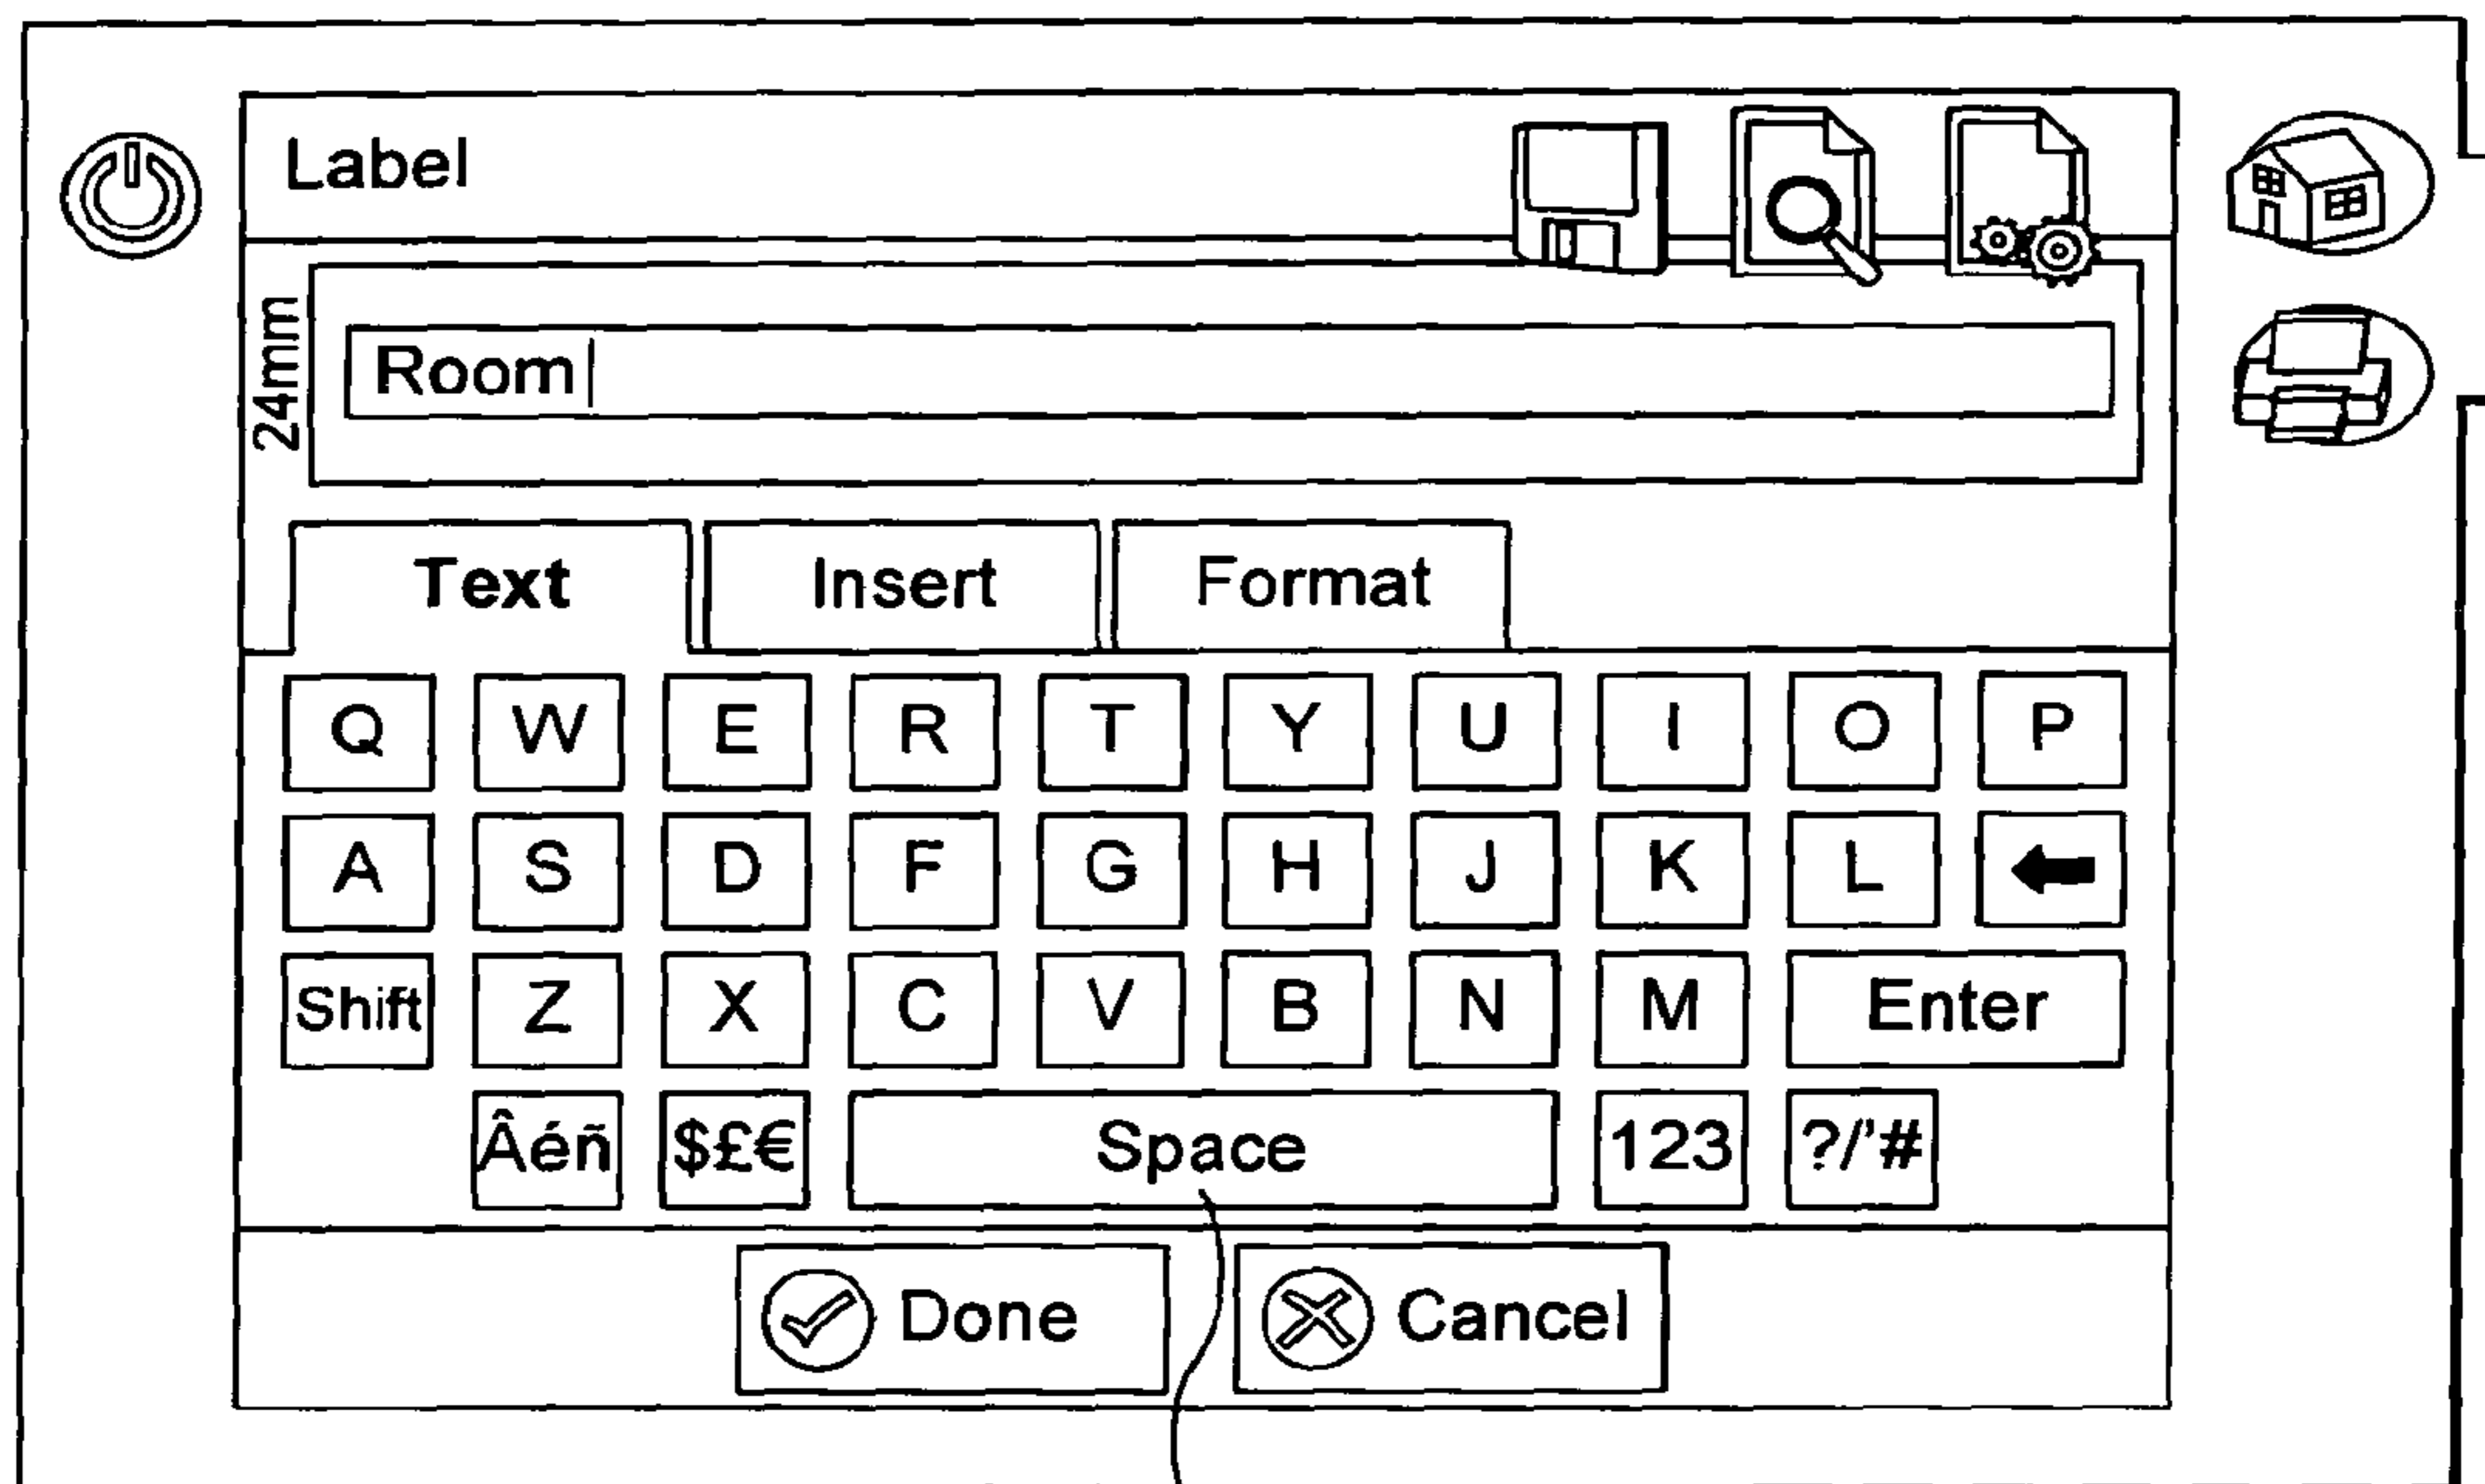 Label
24mm
Room
Text Insert Format
Q W E R T Y U I O P
A S D F G H J K L
Shift Z X C V B N M Enter
Âéñ $£€ Space 123 ?/'#
Done Cancel